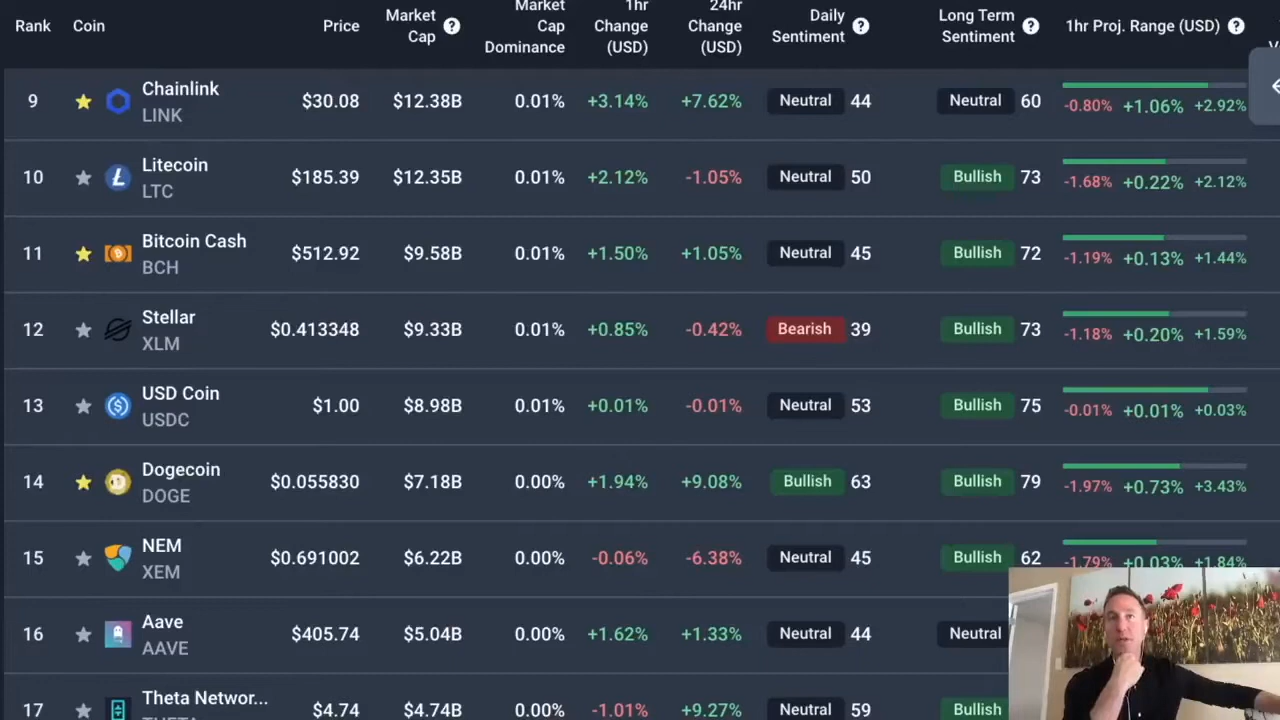 Rank Coin Price Market Cap Market Cap Dominance 1hr Change (USD) 24hr Change (USD) Daily Sentiment Long Term Sentiment 1hr Proj. Range (USD)
9 Chainlink LINK $30.08 $12.38B 0.01% +3.14% +7.62% Neutral 44 Neutral 60 -0.80% +1.06% +2.92%
10 Litecoin LTC $185.39 $12.35B 0.01% +2.12% -1.05% Neutral 50 Bullish 73 -1.68% +0.22% +2.12%
11 Bitcoin Cash BCH $512.92 $9.58B 0.01% +1.50% +1.05% Neutral 45 Bullish 72 -1.19% +0.13% +1.44%
12 Stellar XLM $0.413348 $9.33B 0.01% +0.85% -0.42% Bearish 39 Bullish 73 -1.18% +0.20% +1.59%
13 USD Coin USDC $1.00 $8.98B 0.01% +0.01% -0.01% Neutral 53 Bullish 75 -0.01% +0.01% +0.03%
14 Dogecoin DOGE $0.055830 $7.18B 0.00% +1.94% +9.08% Bullish 63 Bullish 79 -1.97% +0.73% +3.43%
15 NEM XEM $0.691002 $6.22B 0.00% -0.06% -6.38% Neutral 45 Bullish 62 -1.79% +0.03% +1.84%
16 Aave AAVE $405.74 $5.04B 0.00% +1.62% +1.33% Neutral 44 Neutral
17 Theta Networ... THETA $4.74 $4.74B 0.00% -1.01% +9.27% Neutral 59 Bullish